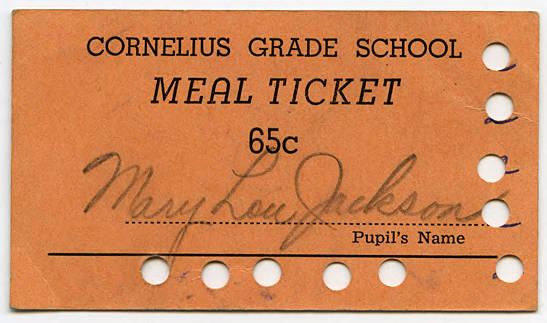 CORNELIUS GRADE SCHOOL
MEAL TICKET
65c
Mary Lou Jackson
Pupil's Name